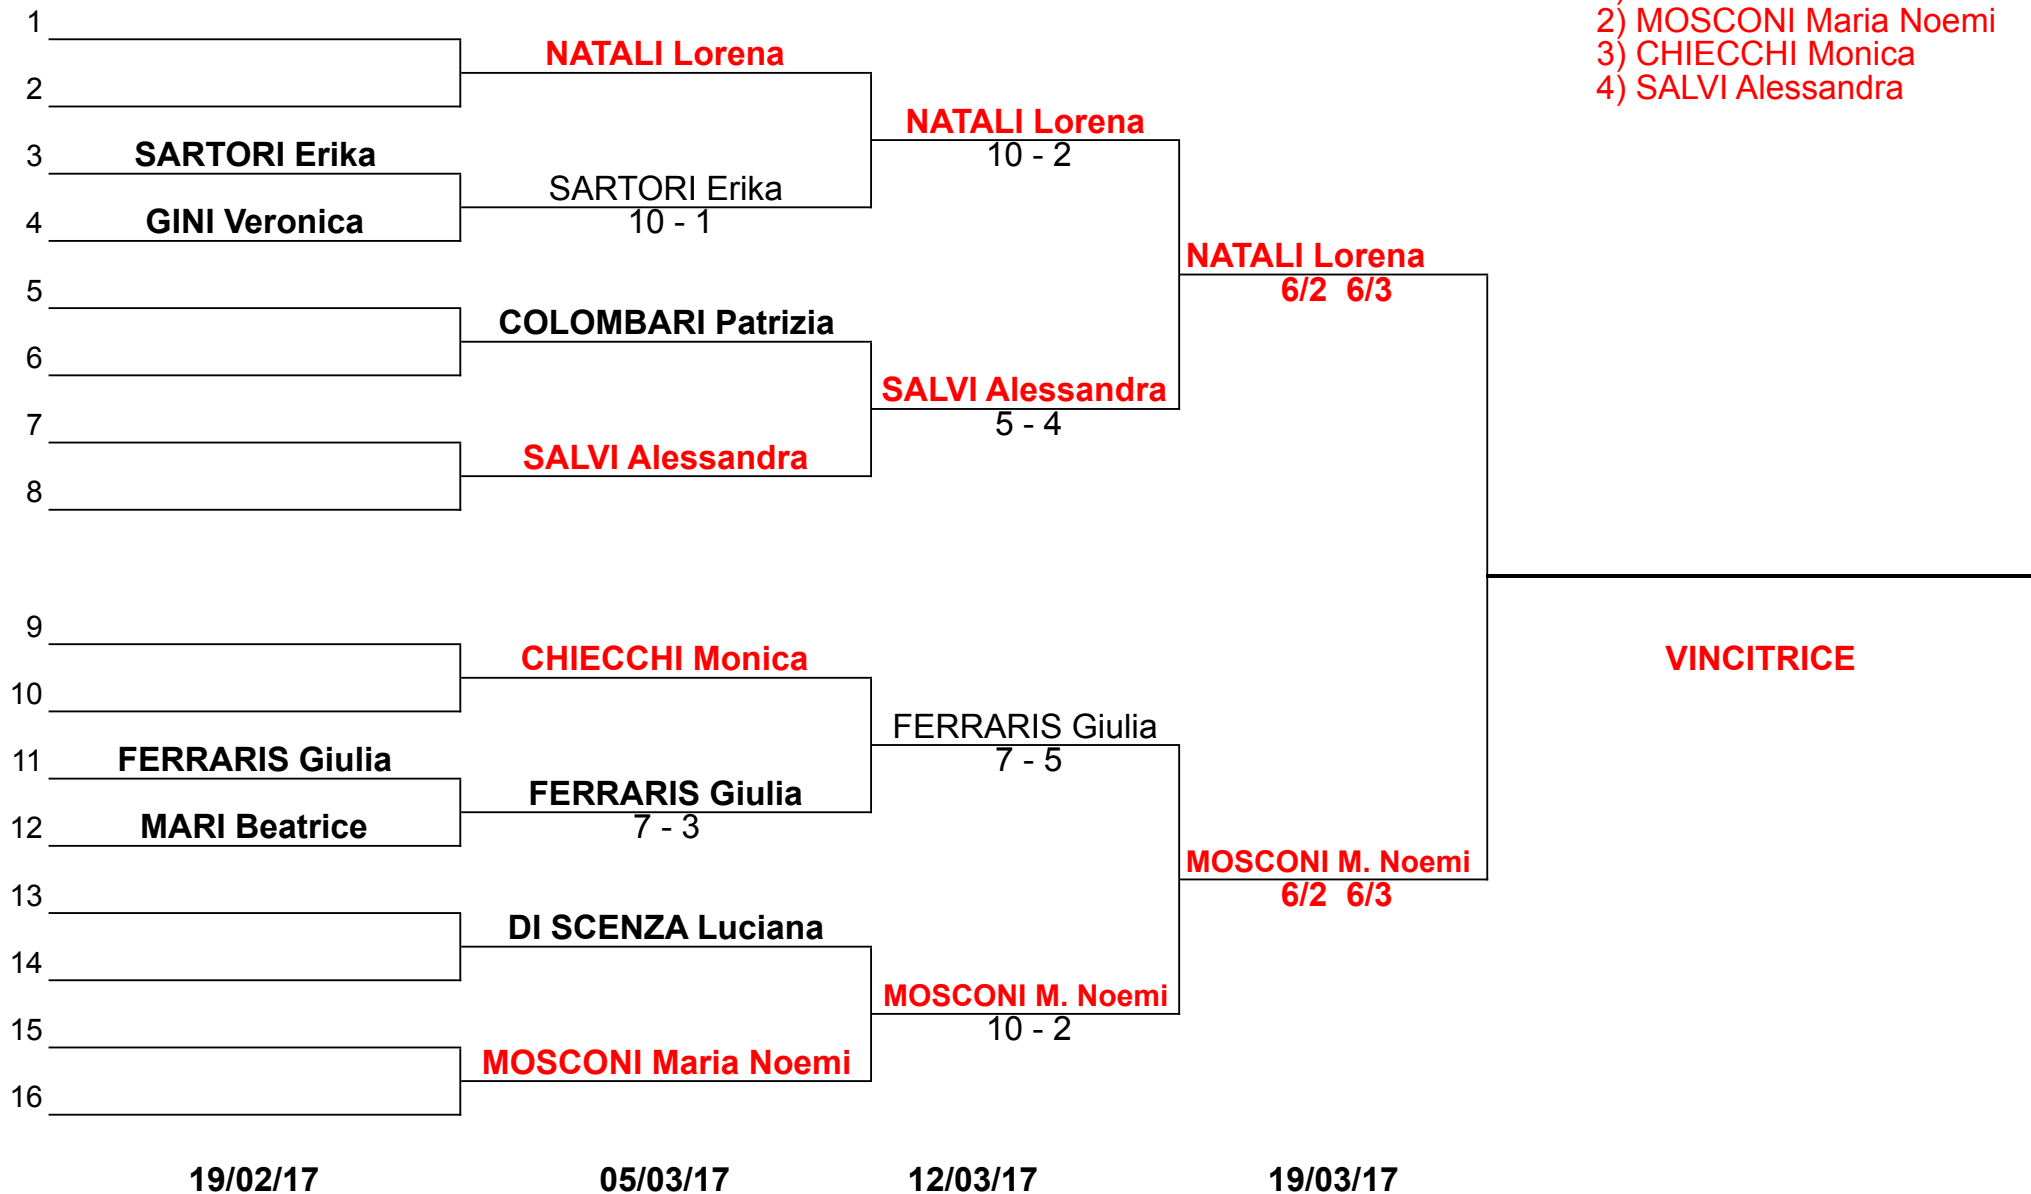 2) MOSCONI Maria Noemi
3) CHIECCHI Monica
4) SALVI Alessandra
1
NATALI Lorena
2
NATALI Lorena
10 - 2
3 SARTORI Erika
SARTORI Erika
10 - 1
4 GINI Veronica
NATALI Lorena
6/2 6/3
5
COLOMBARI Patrizia
6
SALVI Alessandra
5 - 4
7
SALVI Alessandra
8
9
CHIECCHI Monica
VINCITRICE
10
FERRARIS Giulia
7 - 5
11 FERRARIS Giulia
FERRARIS Giulia
7 - 3
12 MARI Beatrice
MOSCONI M. Noemi
6/2 6/3
13
DI SCENZA Luciana
14
MOSCONI M. Noemi
10 - 2
15
MOSCONI Maria Noemi
16
19/02/17 05/03/17 12/03/17 19/03/17